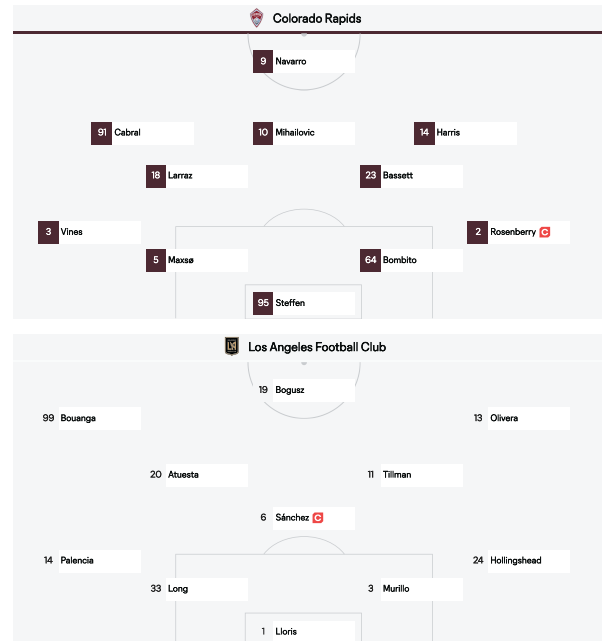 Colorado Rapids
9 Navarro
91 Cabral
10 Mihailovic
14 Harris
18 Larraz
23 Bassett
3 Vines
2 Rosenberry C
5 Maxsø
64 Bombito
95 Steffen
Los Angeles Football Club
19 Bogusz
99 Bouanga
13 Olivera
20 Atuesta
11 Tillman
6 Sánchez C
14 Palencia
24 Hollingshead
33 Long
3 Murillo
1 Lloris